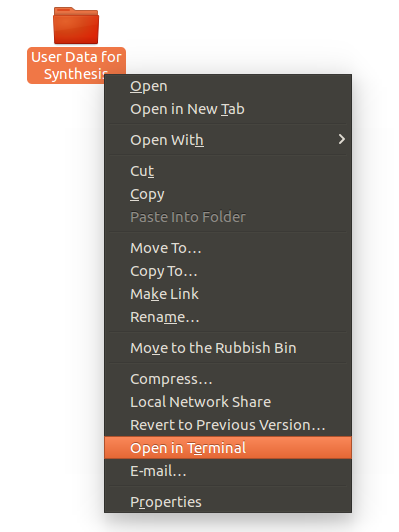 User Data for
Synthesis
Open
Open in New Tab
Open With
Cut
Copy
Paste Into Folder
Move To…
Copy To…
Make Link
Rename…
Move to the Rubbish Bin
Compress…
Local Network Share
Revert to Previous Version…
Open in Terminal
E-mail…
Properties